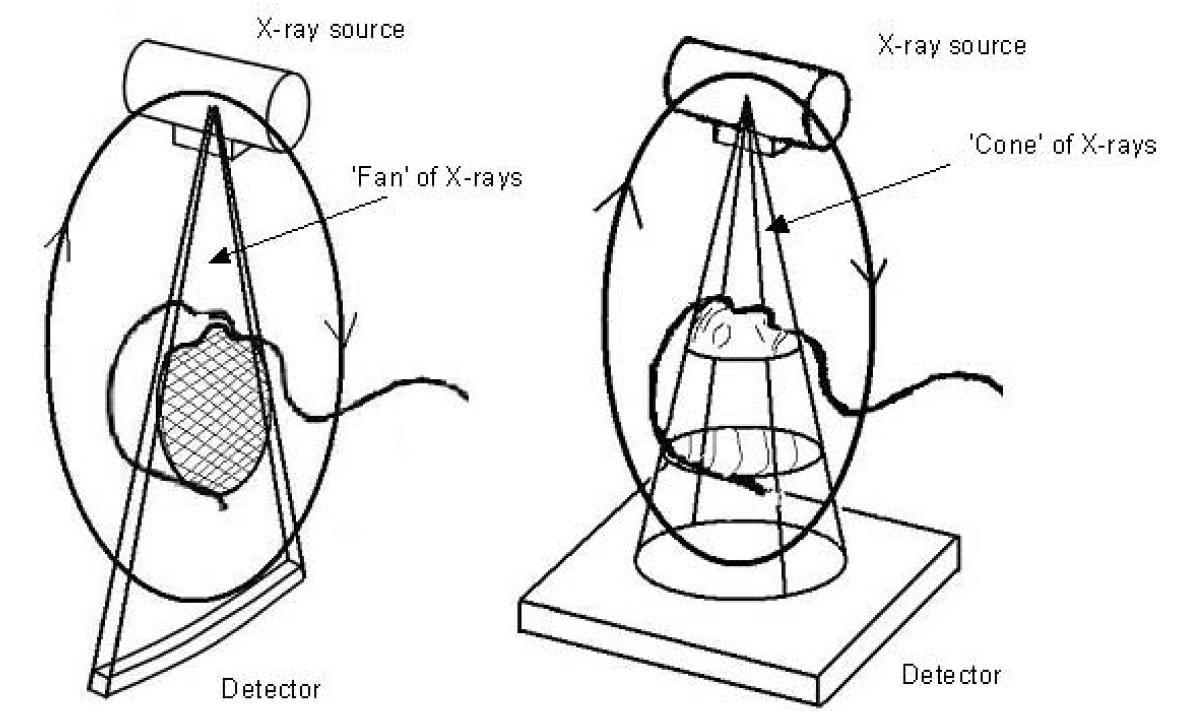 X-ray source
'Fan' of X-rays
Detector
X-ray source
'Cone' of X-rays
Detector